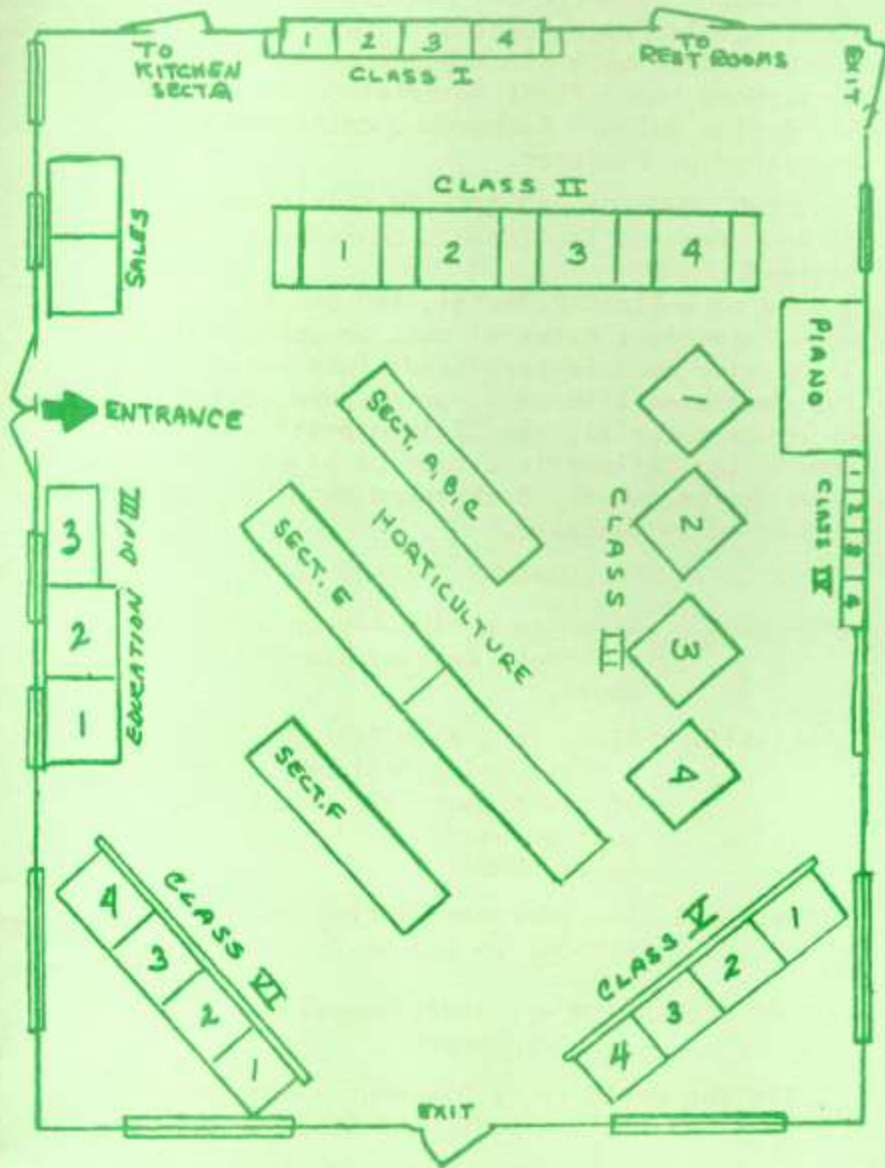 TO
KITCHEN
SECT.Q
1 2 3 4
CLASS I
TO
REST ROOMS
EXIT
SALES
CLASS II
1 2 3 4
PIANO
ENTRANCE
SECT. A, B, C
HORTICULTURE
SECT. E
SECT. F
1
2
3
4
CLASS III
1 2 3 4
CLASS IV
3
2
1
EDUCATION DIV III
CLASS VI
4
3
2
1
CLASS V
1
2
3
4
EXIT